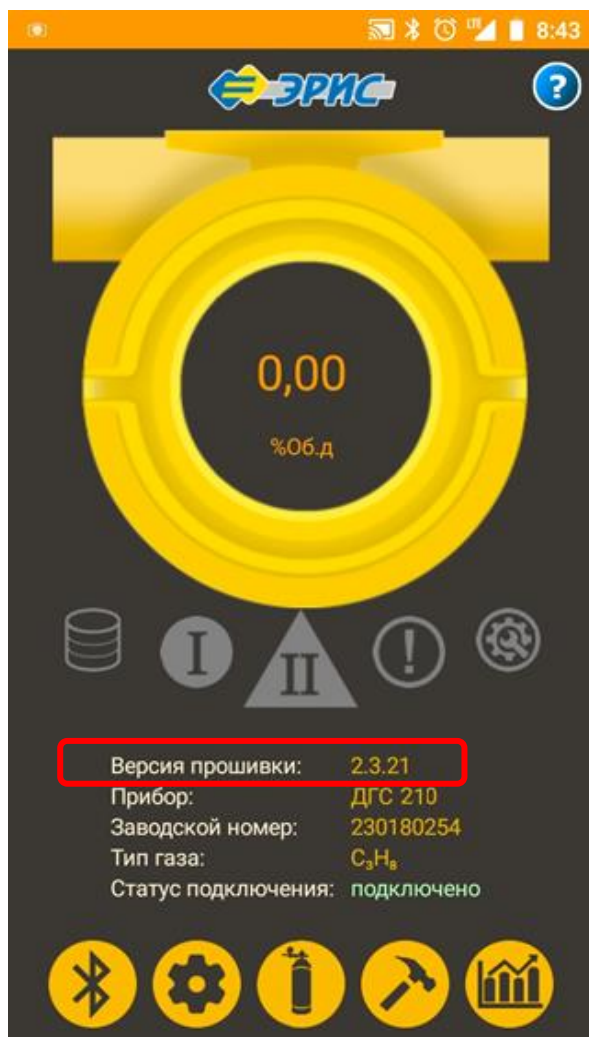 LTE 8:43
ЭРИС
?
0,00
%Об.д
I II !
Версия прошивки: 2.3.21
Прибор: ДГС 210
Заводской номер: 230180254
Тип газа: C₃H₈
Статус подключения: подключено